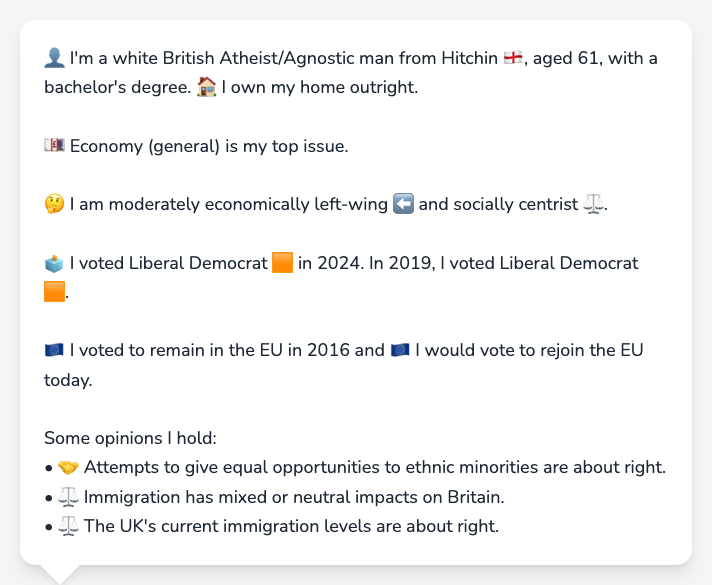 👤 I'm a white British Atheist/Agnostic man from Hitchin 🏴󠁧󠁢󠁥󠁮󠁧󠁿, aged 61, with a
bachelor's degree. 🏠 I own my home outright.
💷 Economy (general) is my top issue.
🤔 I am moderately economically left-wing ⬅️ and socially centrist ⚖️.
🗳️ I voted Liberal Democrat 🟧 in 2024. In 2019, I voted Liberal Democrat
🟧.
🇪🇺 I voted to remain in the EU in 2016 and 🇪🇺 I would vote to rejoin the EU
today.
Some opinions I hold:
• 🤝 Attempts to give equal opportunities to ethnic minorities are about right.
• ⚖️ Immigration has mixed or neutral impacts on Britain.
• ⚖️ The UK's current immigration levels are about right.